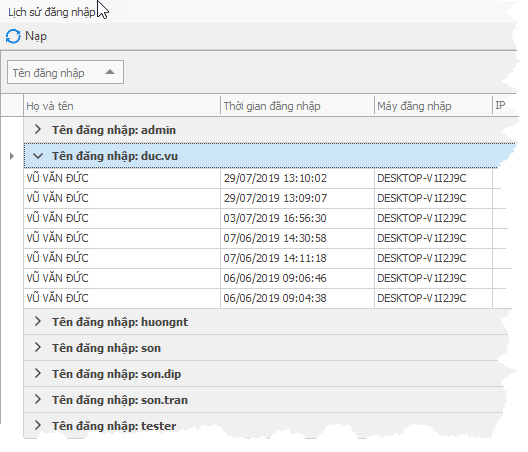 Lịch sử đăng nhập
Nạp
Tên đăng nhập
Họ và tên Thời gian đăng nhập Máy đăng nhập IP
Tên đăng nhập: admin
Tên đăng nhập: duc.vu
VŨ VĂN ĐỨC 29/07/2019 13:10:02 DESKTOP-V1I2J9C
VŨ VĂN ĐỨC 29/07/2019 13:09:07 DESKTOP-V1I2J9C
VŨ VĂN ĐỨC 03/07/2019 16:56:30 DESKTOP-V1I2J9C
VŨ VĂN ĐỨC 07/06/2019 14:30:58 DESKTOP-V1I2J9C
VŨ VĂN ĐỨC 07/06/2019 14:11:18 DESKTOP-V1I2J9C
VŨ VĂN ĐỨC 06/06/2019 09:06:46 DESKTOP-V1I2J9C
VŨ VĂN ĐỨC 06/06/2019 09:04:38 DESKTOP-V1I2J9C
Tên đăng nhập: huongnt
Tên đăng nhập: son
Tên đăng nhập: son.dip
Tên đăng nhập: son.tran
Tên đăng nhập: tester